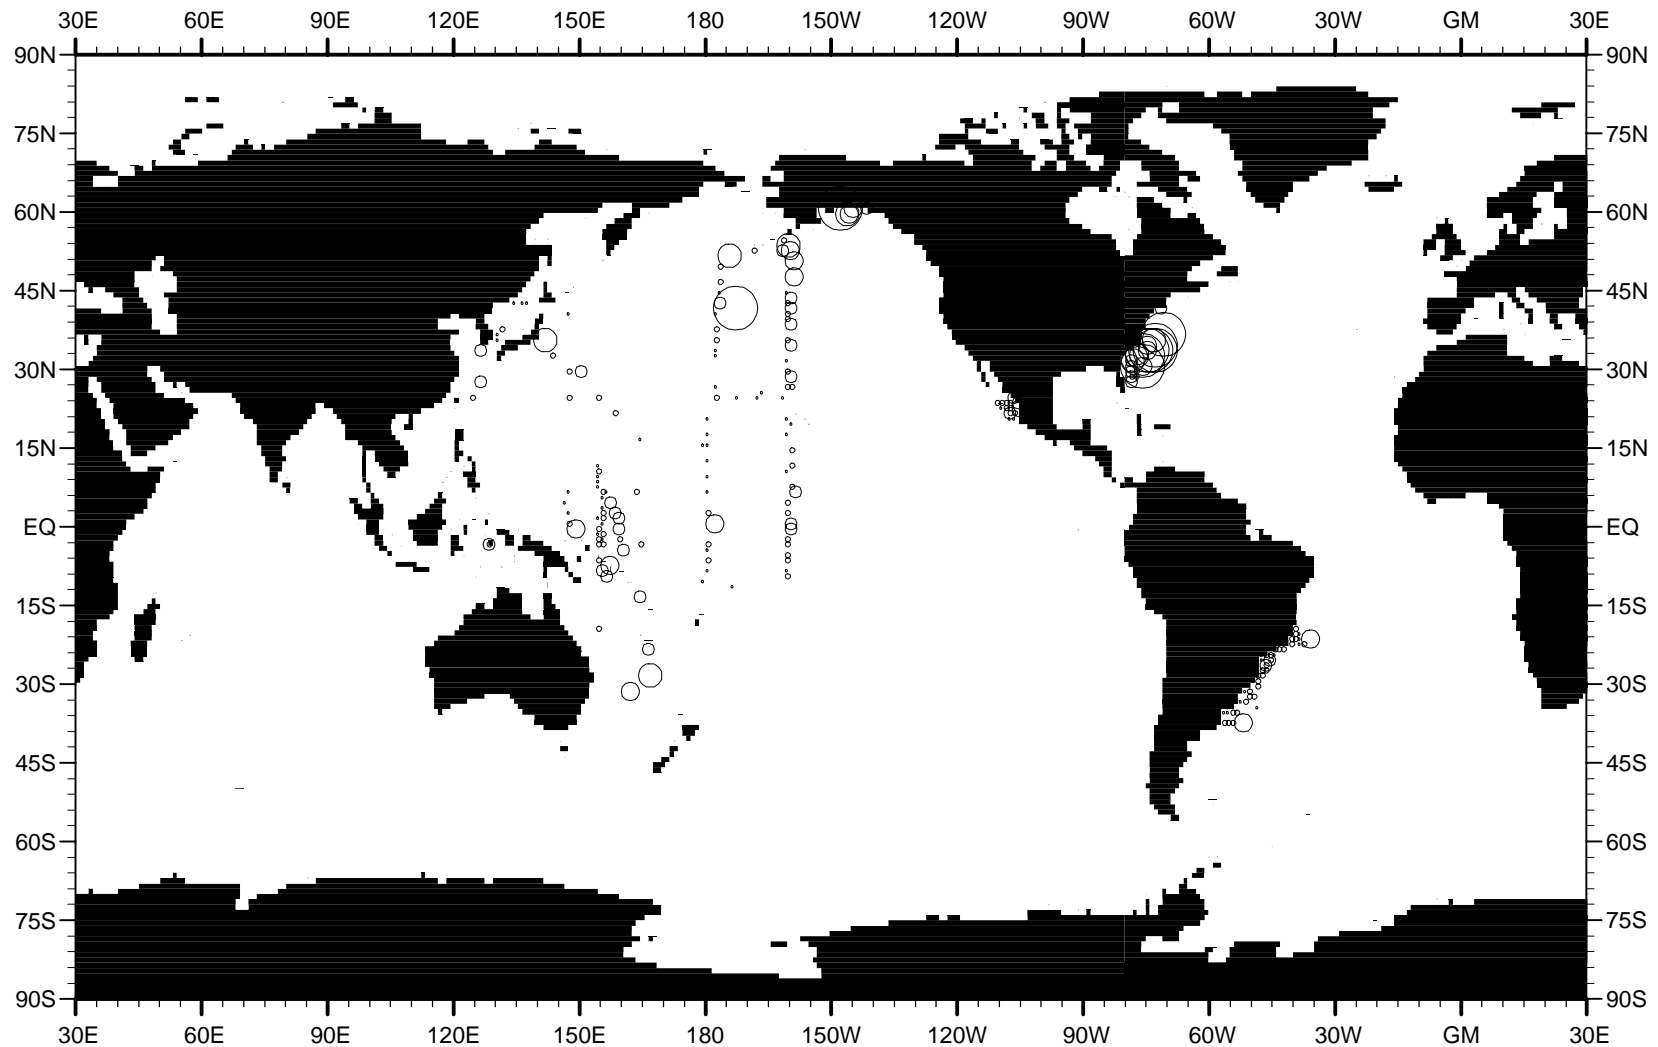 30E 60E 90E 120E 150E 180 150W 120W 90W 60W 30W GM 30E
90N 90N
75N 75N
60N 60N
45N 45N
30N 30N
15N 15N
EQ EQ
15S 15S
30S 30S
45S 45S
60S 60S
75S 75S
90S 90S
30E 60E 90E 120E 150E 180 150W 120W 90W 60W 30W GM 30E